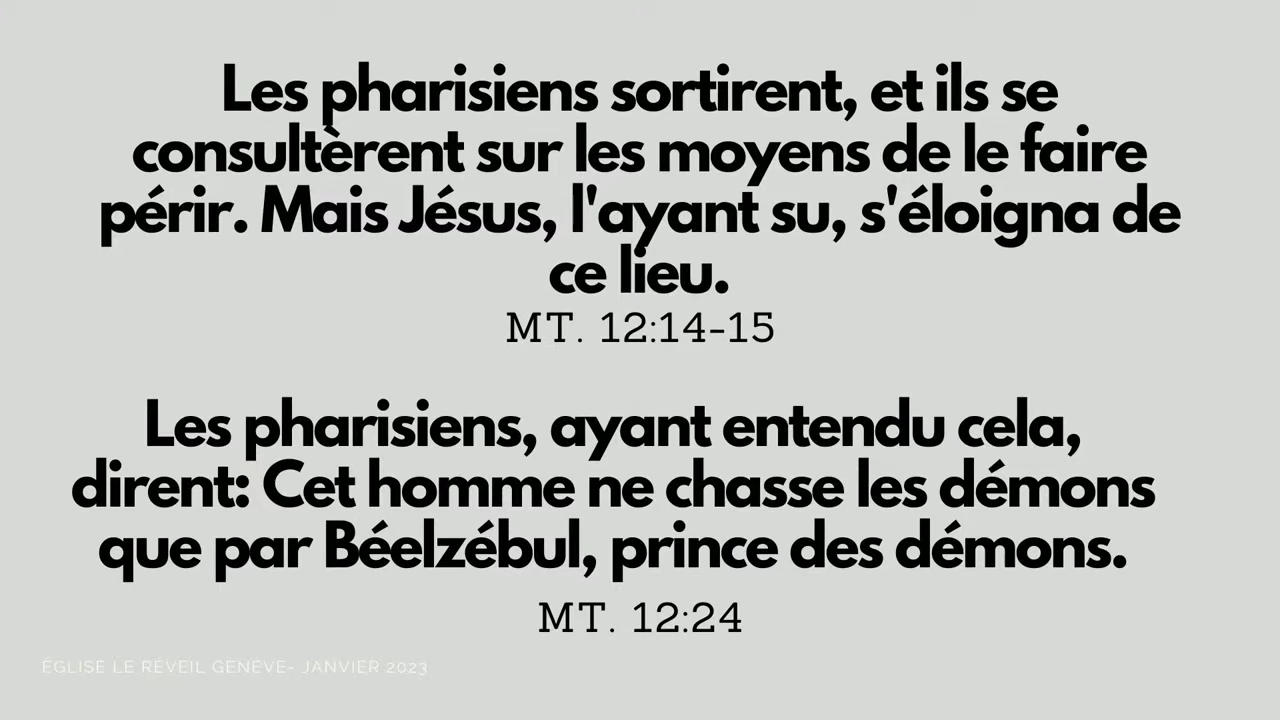 Les pharisiens sortirent, et ils se
consultèrent sur les moyens de le faire
périr. Mais Jésus, l'ayant su, s'éloigna de
ce lieu.
MT. 12:14-15
Les pharisiens, ayant entendu cela,
dirent: Cet homme ne chasse les démons
que par Béelzébul, prince des démons.
MT. 12:24
ÉGLISE LE RÉVEIL GENÈVE- JANVIER 2023